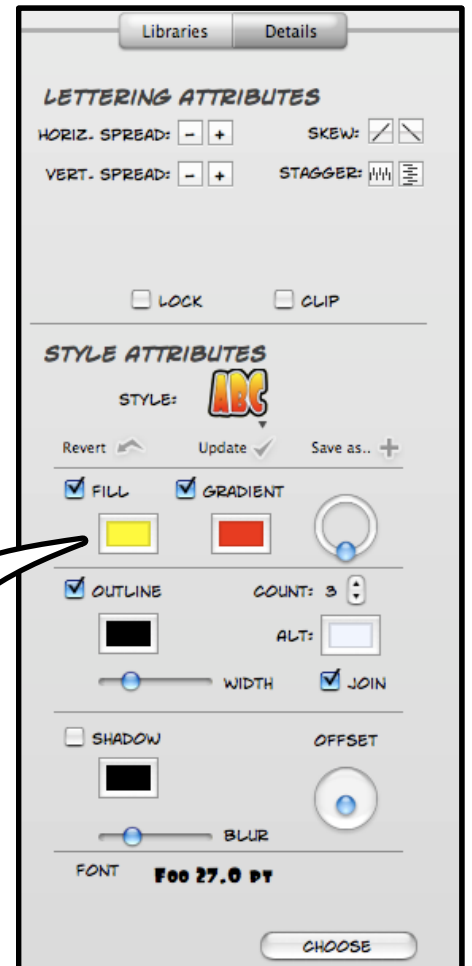 Libraries Details
LETTERING ATTRIBUTES
HORIZ. SPREAD: - + SKEW:
VERT. SPREAD: - + STAGGER:
LOCK CLIP
STYLE ATTRIBUTES
STYLE: ABC
Revert Update Save as..
FILL GRADIENT
OUTLINE COUNT: 3
ALT:
WIDTH JOIN
SHADOW OFFSET
BLUR
FONT Foo 27.0 PT
CHOOSE